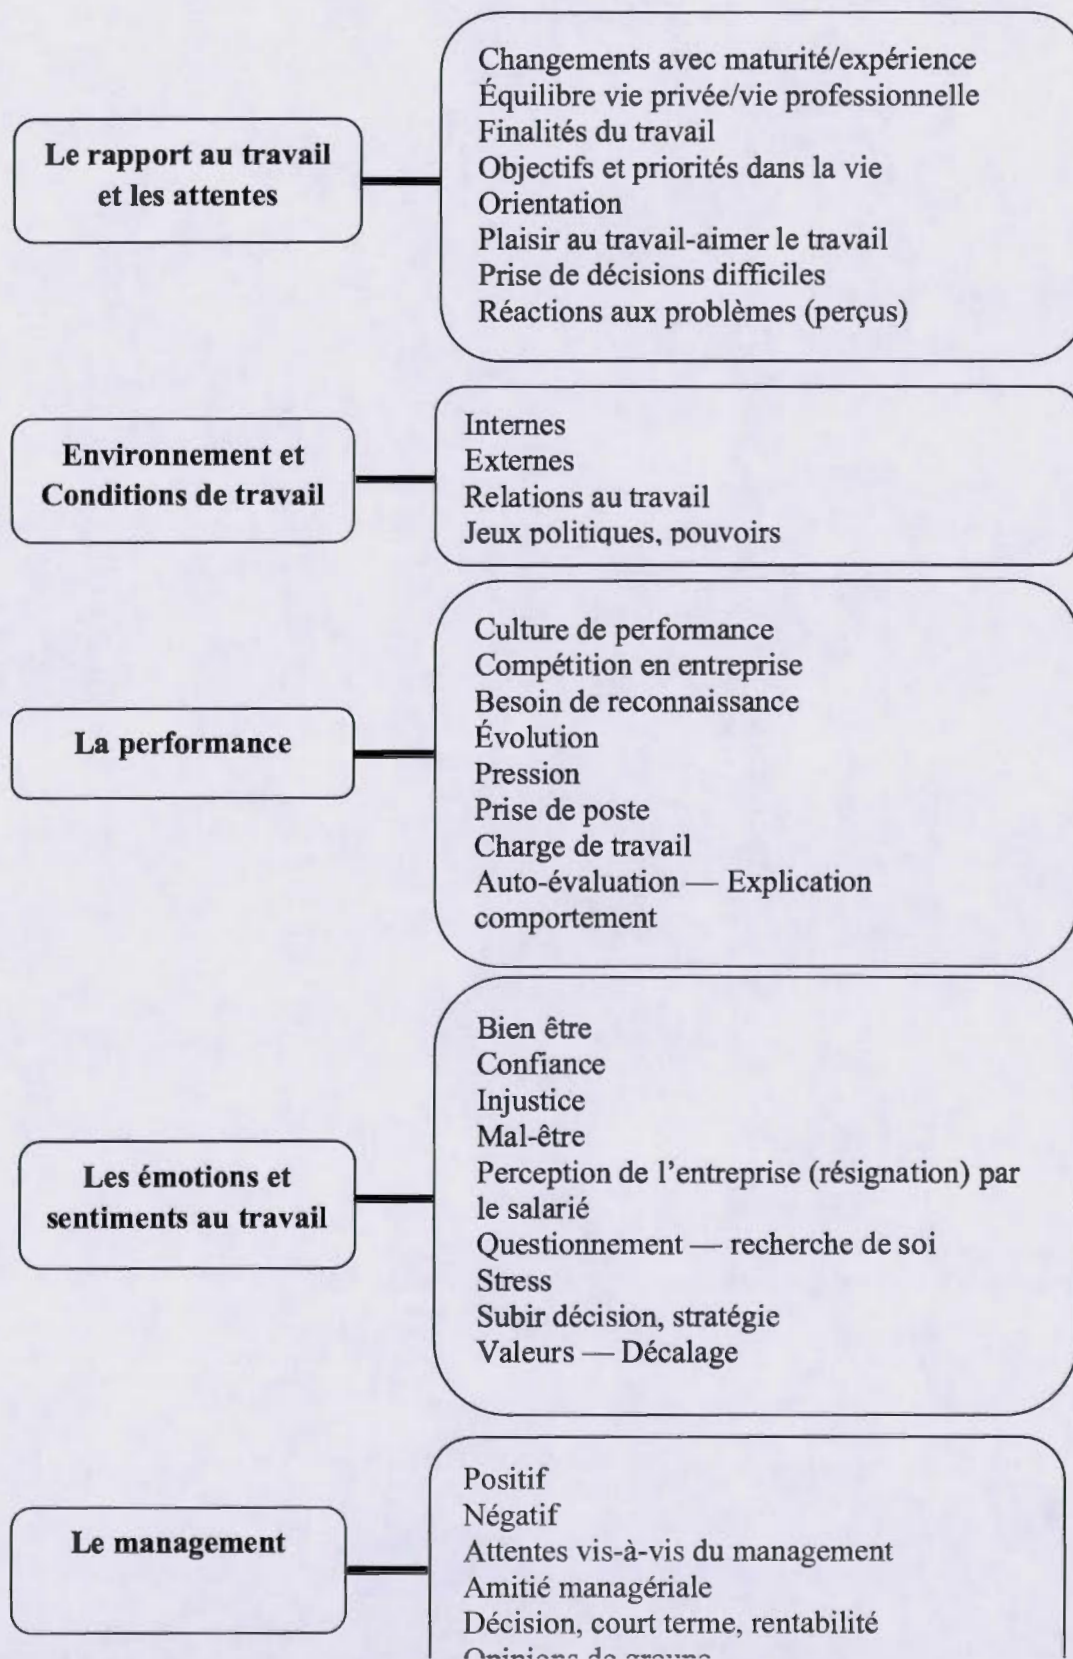 Le rapport au travail
et les attentes
Changements avec maturité/expérience
Équilibre vie privée/vie professionnelle
Finalités du travail
Objectifs et priorités dans la vie
Orientation
Plaisir au travail-aimer le travail
Prise de décisions difficiles
Réactions aux problèmes (perçus)
Environnement et
Conditions de travail
Internes
Externes
Relations au travail
Jeux politiques, pouvoirs
La performance
Culture de performance
Compétition en entreprise
Besoin de reconnaissance
Évolution
Pression
Prise de poste
Charge de travail
Auto-évaluation — Explication
comportement
Les émotions et
sentiments au travail
Bien être
Confiance
Injustice
Mal-être
Perception de l'entreprise (résignation) par
le salarié
Questionnement — recherche de soi
Stress
Subir décision, stratégie
Valeurs — Décalage
Le management
Positif
Négatif
Attentes vis-à-vis du management
Amitié managériale
Décision, court terme, rentabilité
Opinions de groupe